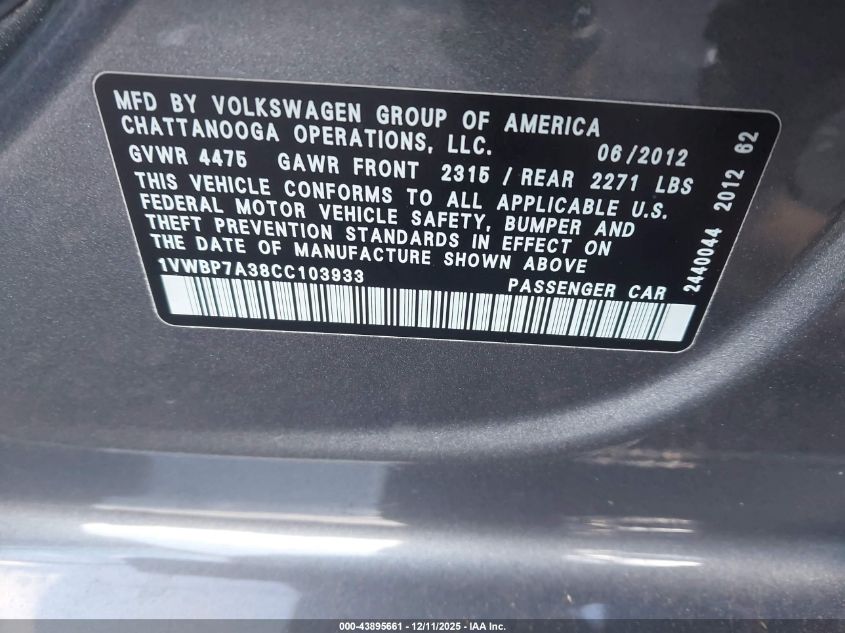 MFD BY VOLKSWAGEN GROUP OF AMERICA
CHATTANOOGA OPERATIONS, LLC. 06/2012
GVWR 4475 GAWR FRONT 2315 / REAR 2271 LBS
THIS VEHICLE CONFORMS TO ALL APPLICABLE U.S.
FEDERAL MOTOR VEHICLE SAFETY, BUMPER AND
THEFT PREVENTION STANDARDS IN EFFECT ON
THE DATE OF MANUFACTURE SHOWN ABOVE
1VWBP7A38CC103933 PASSENGER CAR
2440044 2012 62
000-43895661 - 12/11/2025 - IAA Inc.